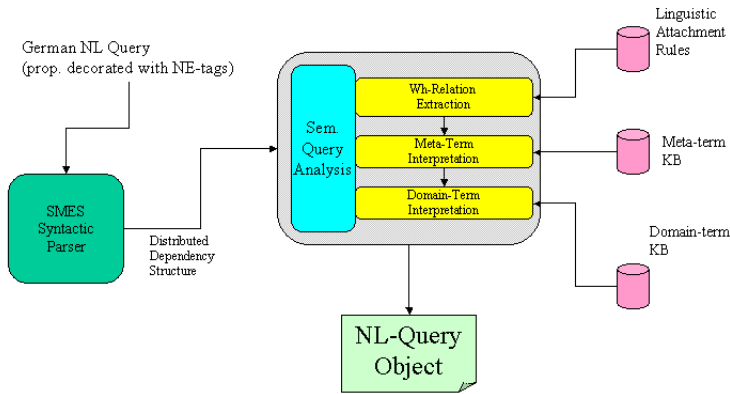 German NL Query
(prop. decorated with NE-tags)
SMES
Syntactic
Parser
Distributed
Dependency
Structure
Sem.
Query
Analysis
Wh-Relation
Extraction
Meta-Term
Interpretation
Domain-Term
Interpretation
Linguistic
Attachment
Rules
Meta-term
KB
Domain-term
KB
NL-Query
Object